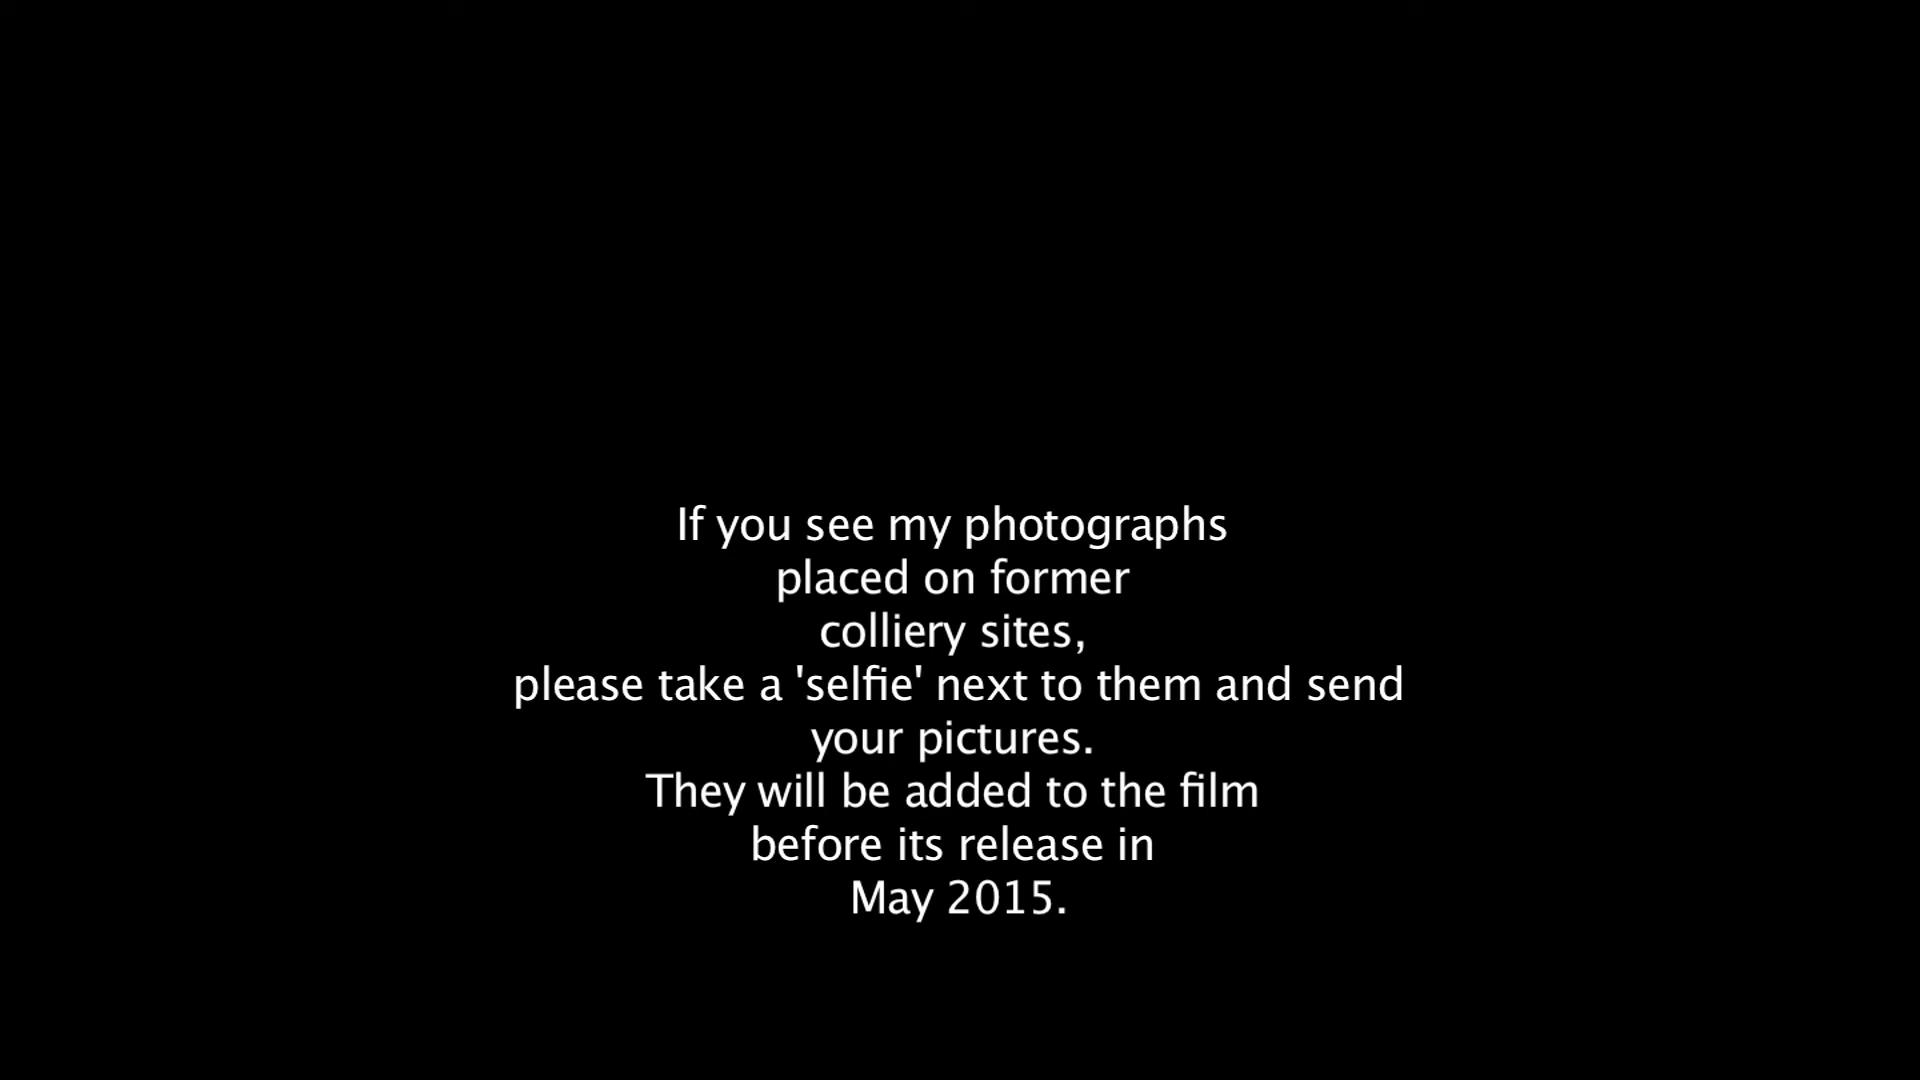 If you see my photographs
placed on former
colliery sites,
please take a 'selfie' next to them and send
your pictures.
They will be added to the film
before its release in
May 2015.